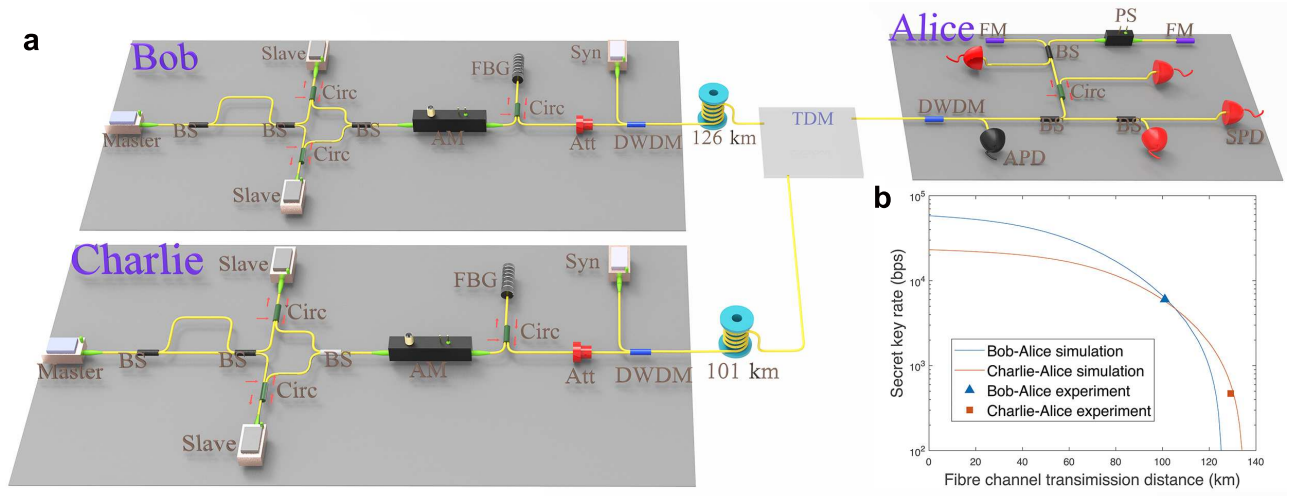 a
Bob
Slave
Master
BS
BS
Circ
Circ
BS
Slave
AM
FBG
Circ
Att
Syn
DWDM
126 km
TDM
Alice
FM
PS
FM
BS
Circ
DWDM
BS
BS
SPD
APD
Charlie
Slave
Master
BS
BS
Circ
Circ
BS
Slave
AM
FBG
Circ
Att
Syn
DWDM
101 km
b
Secret key rate (bps)
10^5
10^4
10^3
10^2
Bob-Alice simulation
Charlie-Alice simulation
Bob-Alice experiment
Charlie-Alice experiment
0 20 40 60 80 100 120 140
Fibre channel transimission distance (km)